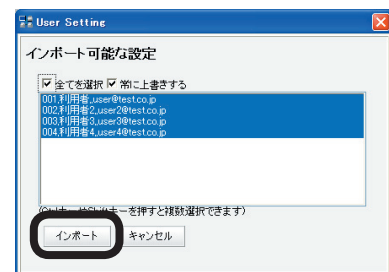 User Setting
インポート可能な設定
全てを選択 常に上書きする
001,利用者,,user@test.co.jp
002,利用者2,user2@test.co.jp
003,利用者3,user3@test.co.jp
004,利用者4,user4@test.co.jp
キーを押すと複数選択できます)
インポート キャンセル